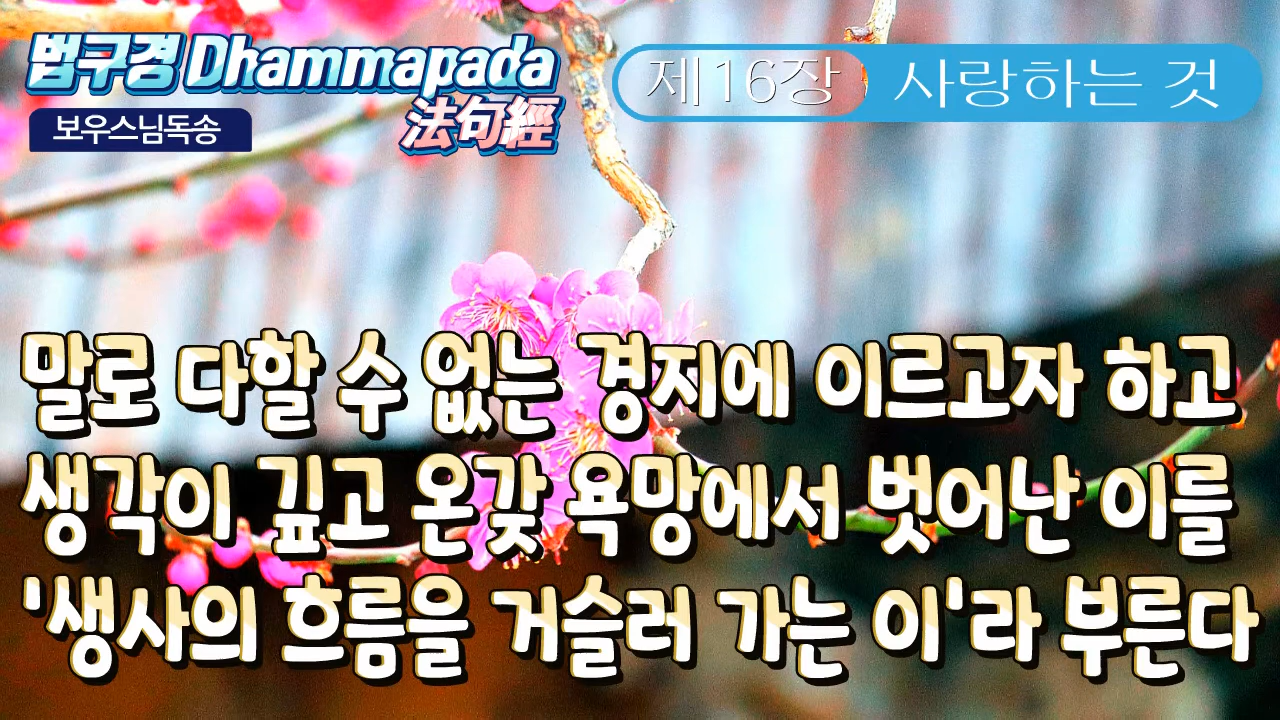 법구경 Dhammapada
法句經
보우스님독송
제16장 사랑하는 것
말로 다할 수 없는 경지에 이르고자 하고
생각이 깊고 온갖 욕망에서 벗어난 이를
'생사의 흐름을 거슬러 가는 이'라 부른다